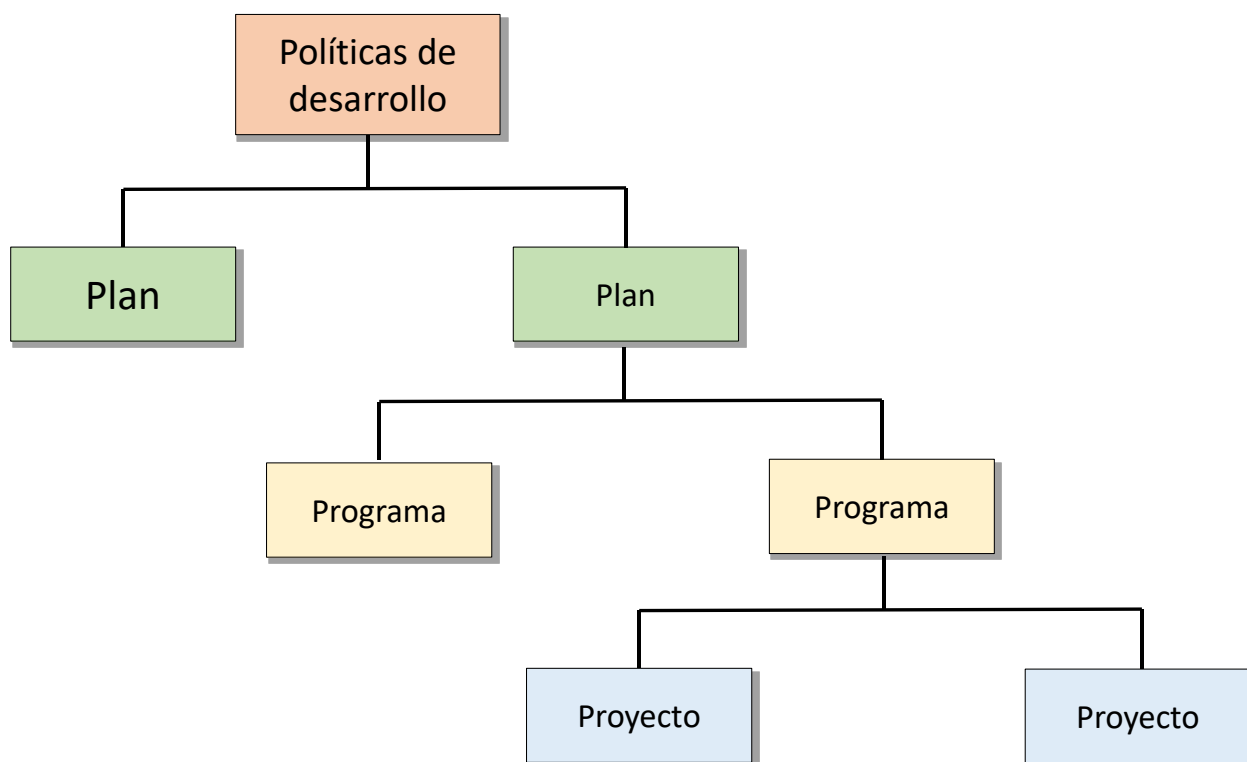 Políticas de
desarrollo
Plan
Plan
Programa
Programa
Proyecto
Proyecto